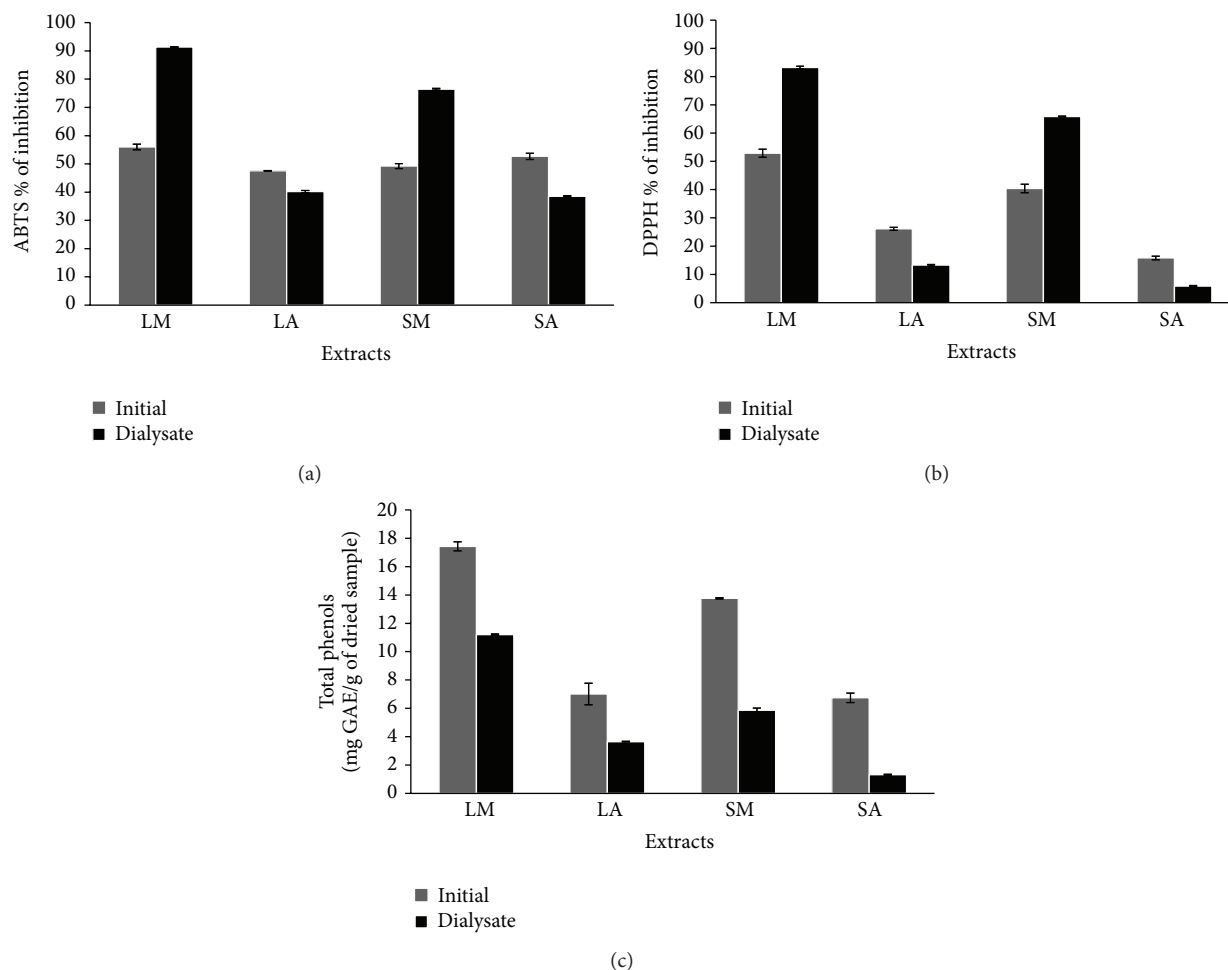 ABTS % of inhibition
100
90
80
70
60
50
40
30
20
10
0
LM LA SM SA
Extracts
Initial
Dialysate
(a)
DPPH % of inhibition
100
90
80
70
60
50
40
30
20
10
0
LM LA SM SA
Extracts
Initial
Dialysate
(b)
Total phenols
(mg GAE/g of dried sample)
20
18
16
14
12
10
8
6
4
2
0
LM LA SM SA
Extracts
Initial
Dialysate
(c)